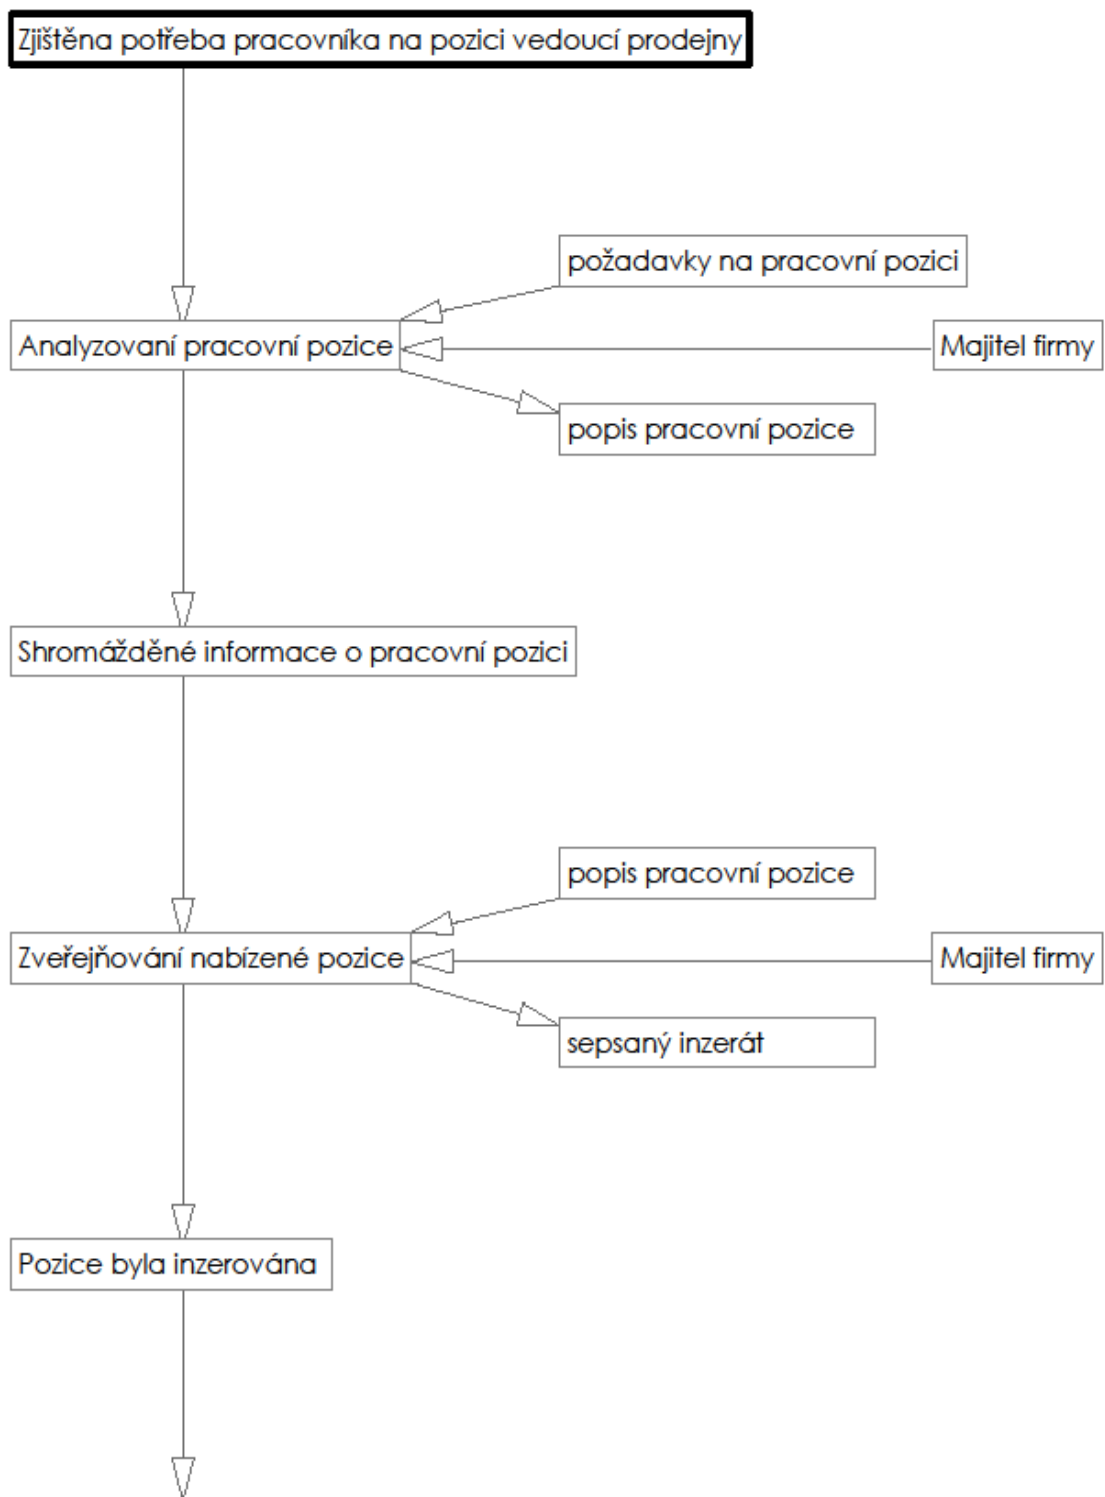 Zjištěna potřeba pracovníka na pozici vedoucí prodejny
požadavky na pracovní pozici
Analyzovaní pracovní pozice
Majitel firmy
popis pracovní pozice
Shromážděné informace o pracovní pozici
popis pracovní pozice
Zveřejňování nabízené pozice
Majitel firmy
sepsaný inzerát
Pozice byla inzerována